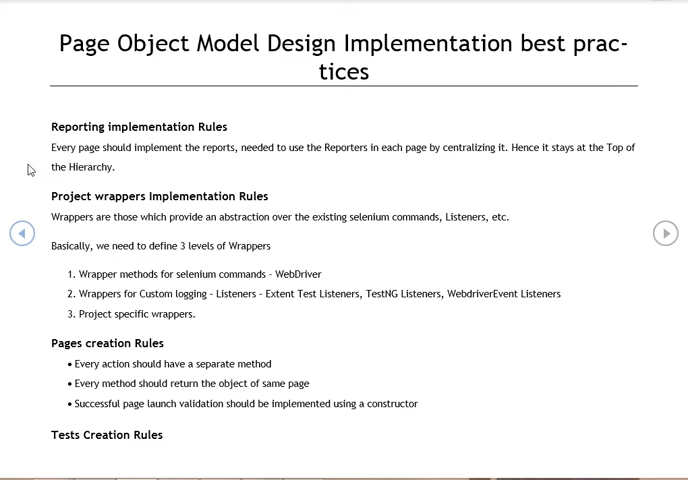 Page Object Model Design Implementation best prac-
tices
Reporting implementation Rules
Every page should implement the reports, needed to use the Reporters in each page by centralizing it. Hence it stays at the Top of
the Hierarchy.
Project wrappers Implementation Rules
Wrappers are those which provide an abstraction over the existing selenium commands, Listeners, etc.
Basically, we need to define 3 levels of Wrappers
1. Wrapper methods for selenium commands - WebDriver
2. Wrappers for Custom logging - Listeners - Extent Test Listeners, TestNG Listeners, WebdriverEvent Listeners
3. Project specific wrappers.
Pages creation Rules
• Every action should have a separate method
• Every method should return the object of same page
• Successful page launch validation should be implemented using a constructor
Tests Creation Rules